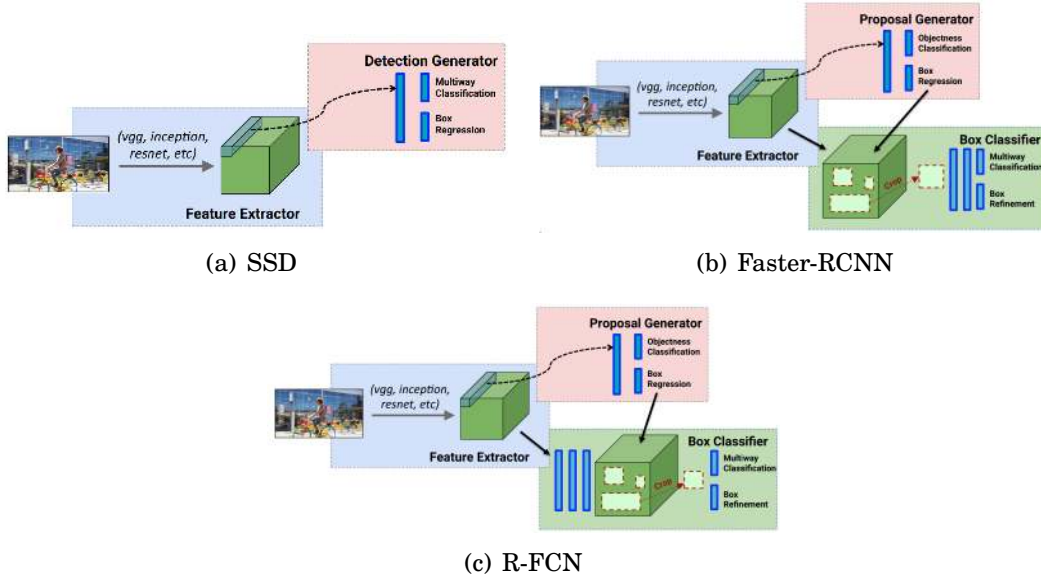 Detection Generator
Multiway
Classification
Box
Regression
(vgg, inception,
resnet, etc)
Feature Extractor
(a) SSD
Proposal Generator
Objectness
Classification
Box
Regression
(vgg, inception,
resnet, etc)
Feature Extractor
Box Classifier
Multiway
Classification
Crop
Box
Refinement
(b) Faster-RCNN
Proposal Generator
Objectness
Classification
Box
Regression
(vgg, inception,
resnet, etc)
Feature Extractor
Box Classifier
Multiway
Classification
Crop
Box
Refinement
(c) R-FCN